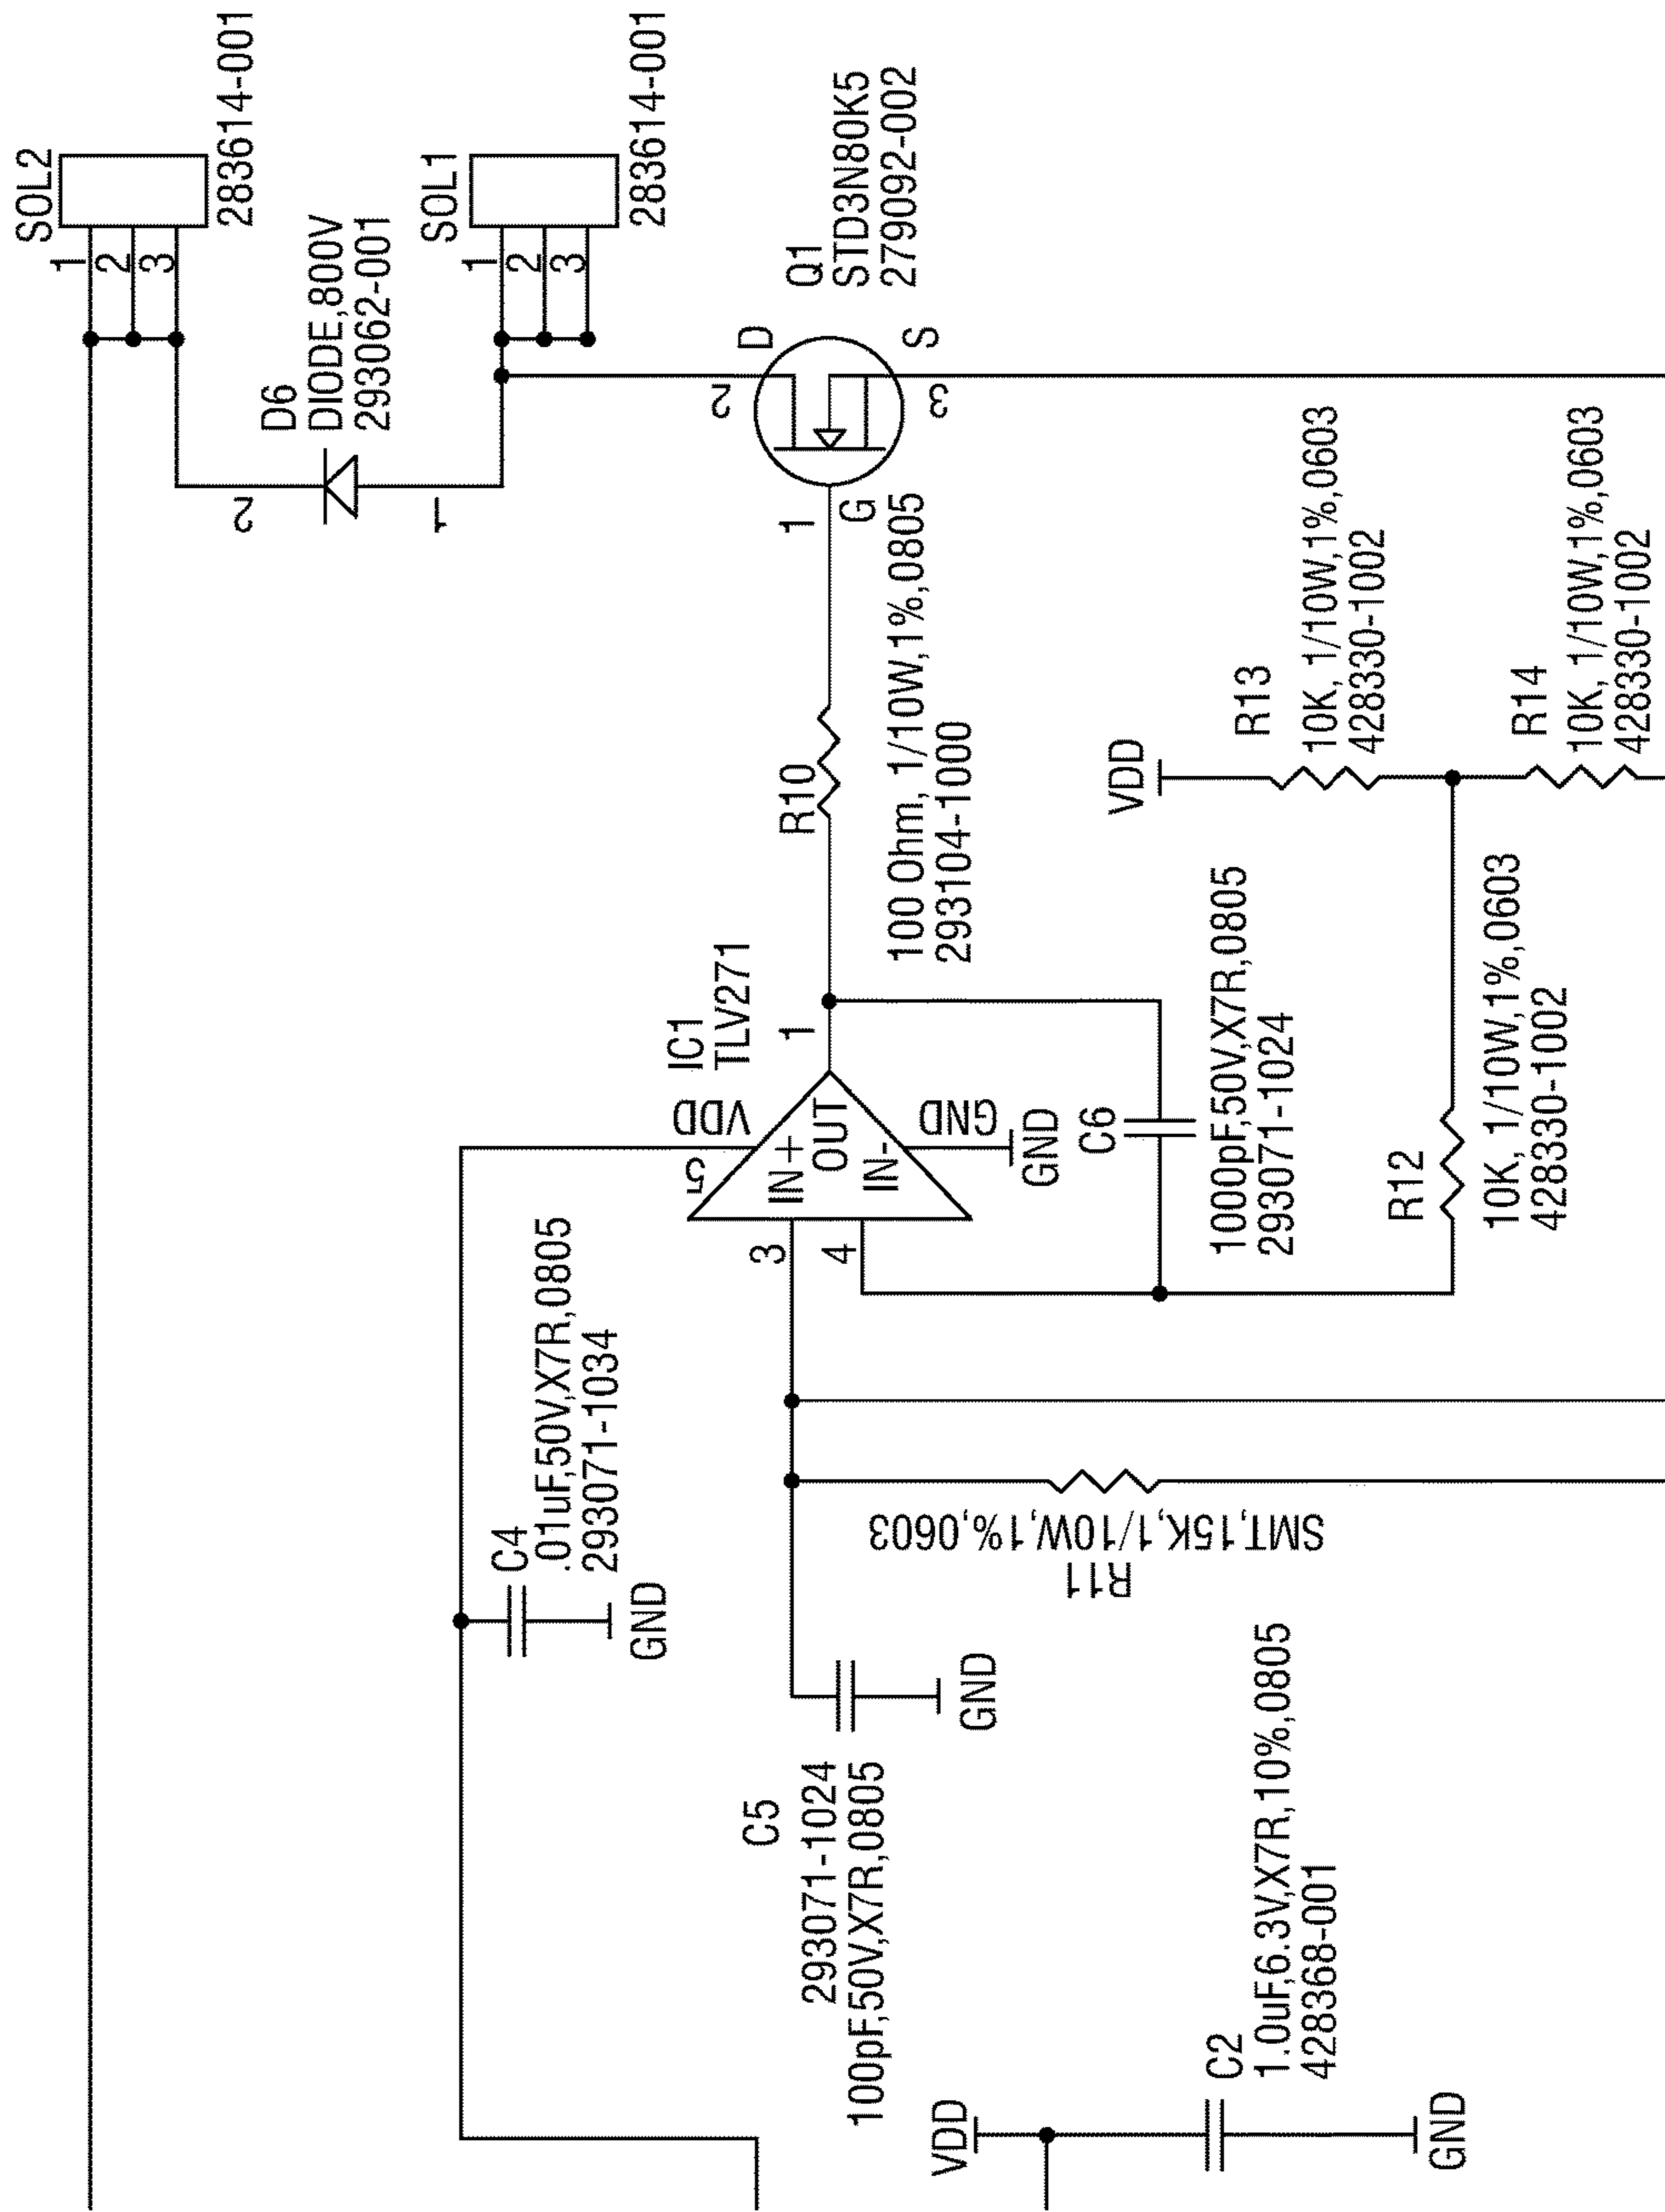 SOL2
1
2
3
283614-001
D6
DIODE,800V
293062-001
2
1
SOL1
1
2
3
283614-001
Q1
STD3N80K5
279092-002
D
2
S
3
G
1
R10
100 Ohm, 1/10W,1%,0805
293104-1000
IC1
TLV271
1
VDD
5
IN+
OUT
IN-
GND
GND
3
4
C4
.01uF,50V,X7R,0805
293071-1034
GND
C6
1000pF,50V,X7R,0805
293071-1024
VDD
R13
10K, 1/10W,1%,0603
428330-1002
R14
10K, 1/10W,1%,0603
428330-1002
R12
10K, 1/10W,1%,0603
428330-1002
SMT,15K,1/10W,1%,0603
R11
C5
293071-1024
100pF,50V,X7R,0805
GND
VDD
C2
1.0uF,6.3V,X7R,10%,0805
428368-001
GND